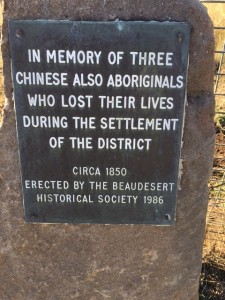 IN MEMORY OF THREE
CHINESE ALSO ABORIGINALS
WHO LOST THEIR LIVES
DURING THE SETTLEMENT
OF THE DISTRICT
CIRCA 1850
ERECTED BY THE BEAUDESERT
HISTORICAL SOCIETY 1986